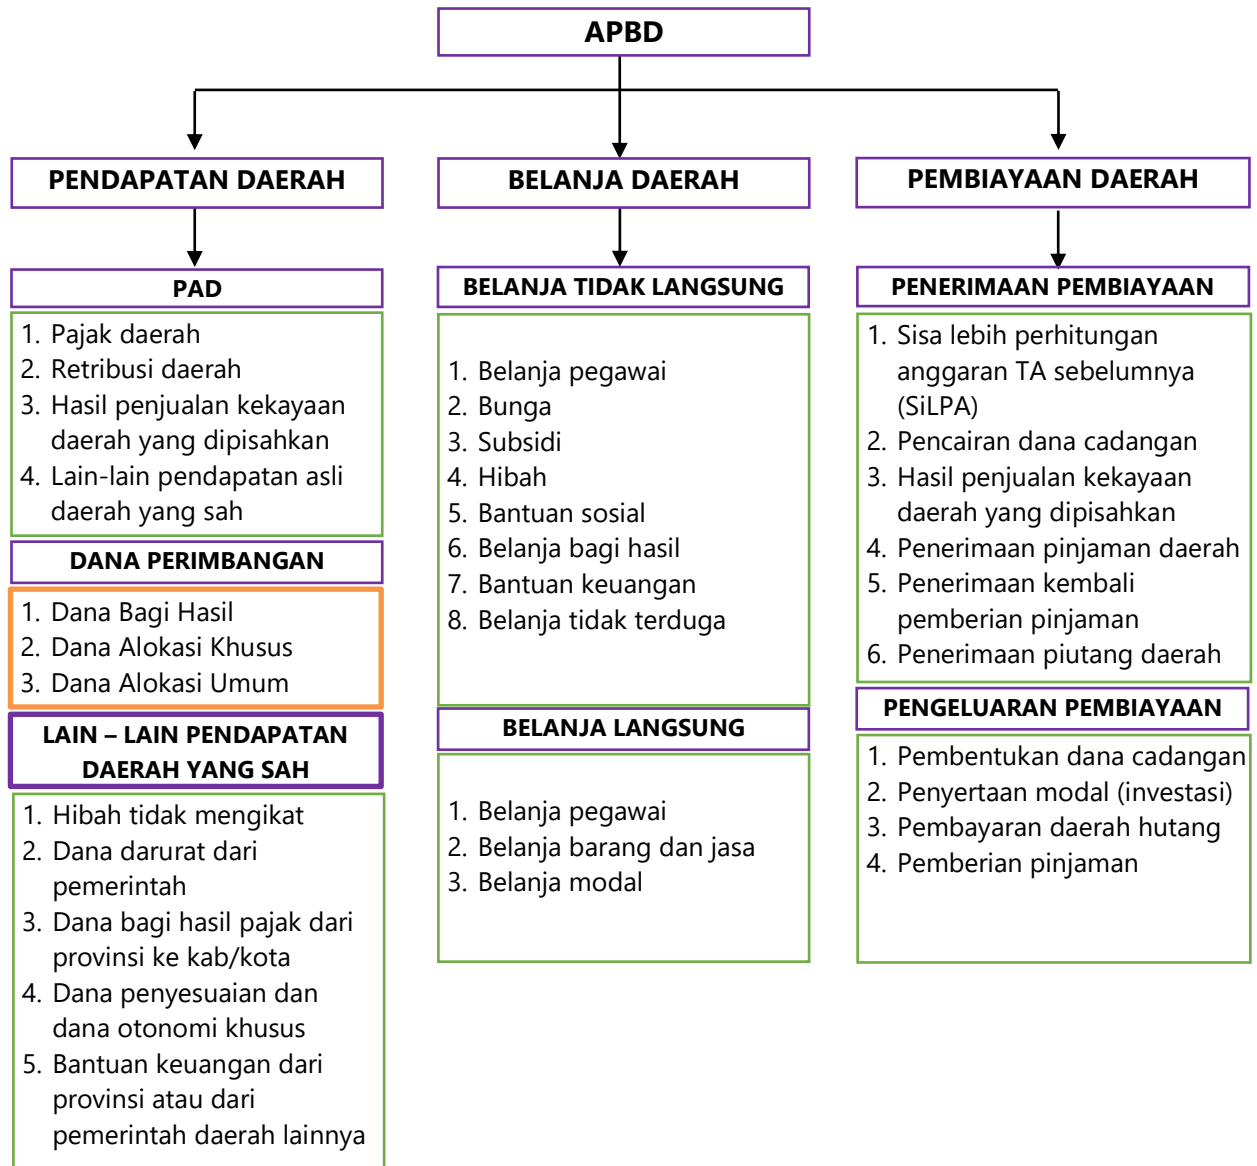 APBD
PENDAPATAN DAERAH
PAD
1. Pajak daerah
2. Retribusi daerah
3. Hasil penjualan kekayaan
daerah yang dipisahkan
4. Lain-lain pendapatan asli
daerah yang sah
DANA PERIMBANGAN
1. Dana Bagi Hasil
2. Dana Alokasi Khusus
3. Dana Alokasi Umum
LAIN – LAIN PENDAPATAN
DAERAH YANG SAH
1. Hibah tidak mengikat
2. Dana darurat dari
pemerintah
3. Dana bagi hasil pajak dari
provinsi ke kab/kota
4. Dana penyesuaian dan
dana otonomi khusus
5. Bantuan keuangan dari
provinsi atau dari
pemerintah daerah lainnya
BELANJA DAERAH
BELANJA TIDAK LANGSUNG
1. Belanja pegawai
2. Bunga
3. Subsidi
4. Hibah
5. Bantuan sosial
6. Belanja bagi hasil
7. Bantuan keuangan
8. Belanja tidak terduga
BELANJA LANGSUNG
1. Belanja pegawai
2. Belanja barang dan jasa
3. Belanja modal
PEMBIAYAAN DAERAH
PENERIMAAN PEMBIAYAAN
1. Sisa lebih perhitungan
anggaran TA sebelumnya
(SiLPA)
2. Pencairan dana cadangan
3. Hasil penjualan kekayaan
daerah yang dipisahkan
4. Penerimaan pinjaman daerah
5. Penerimaan kembali
pemberian pinjaman
6. Penerimaan piutang daerah
PENGELUARAN PEMBIAYAAN
1. Pembentukan dana cadangan
2. Penyertaan modal (investasi)
3. Pembayaran daerah hutang
4. Pemberian pinjaman